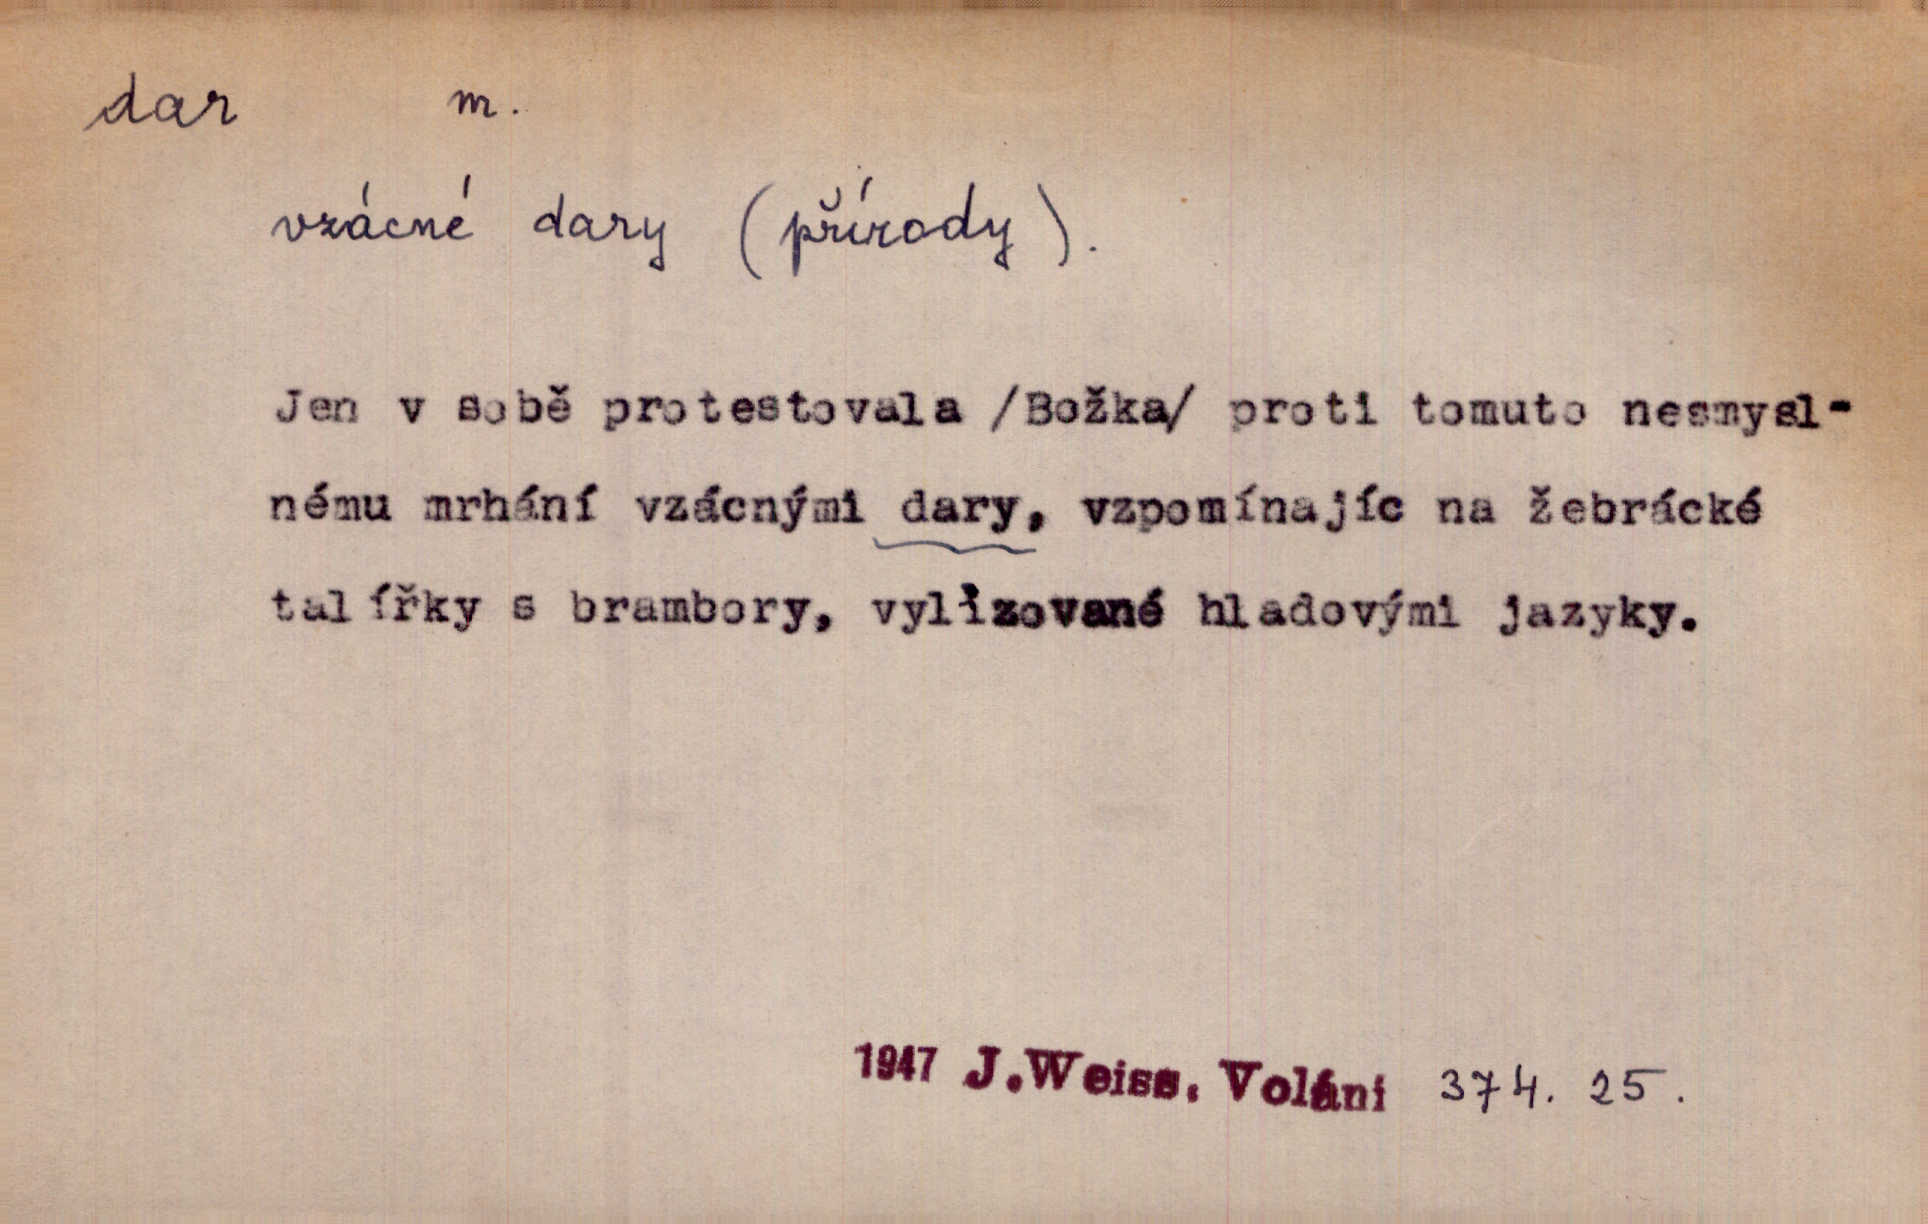 dar m.
vzácné dary (přírody).
Jen v sobě protestovala /Božka/ proti tomuto nesmysl-
nému mrhání vzácnými dary, vzpomínajíc na žebrácké
talířky s brambory, vylizované hladovými jazyky.
1947 J.Weiss. Volání 374. 25.